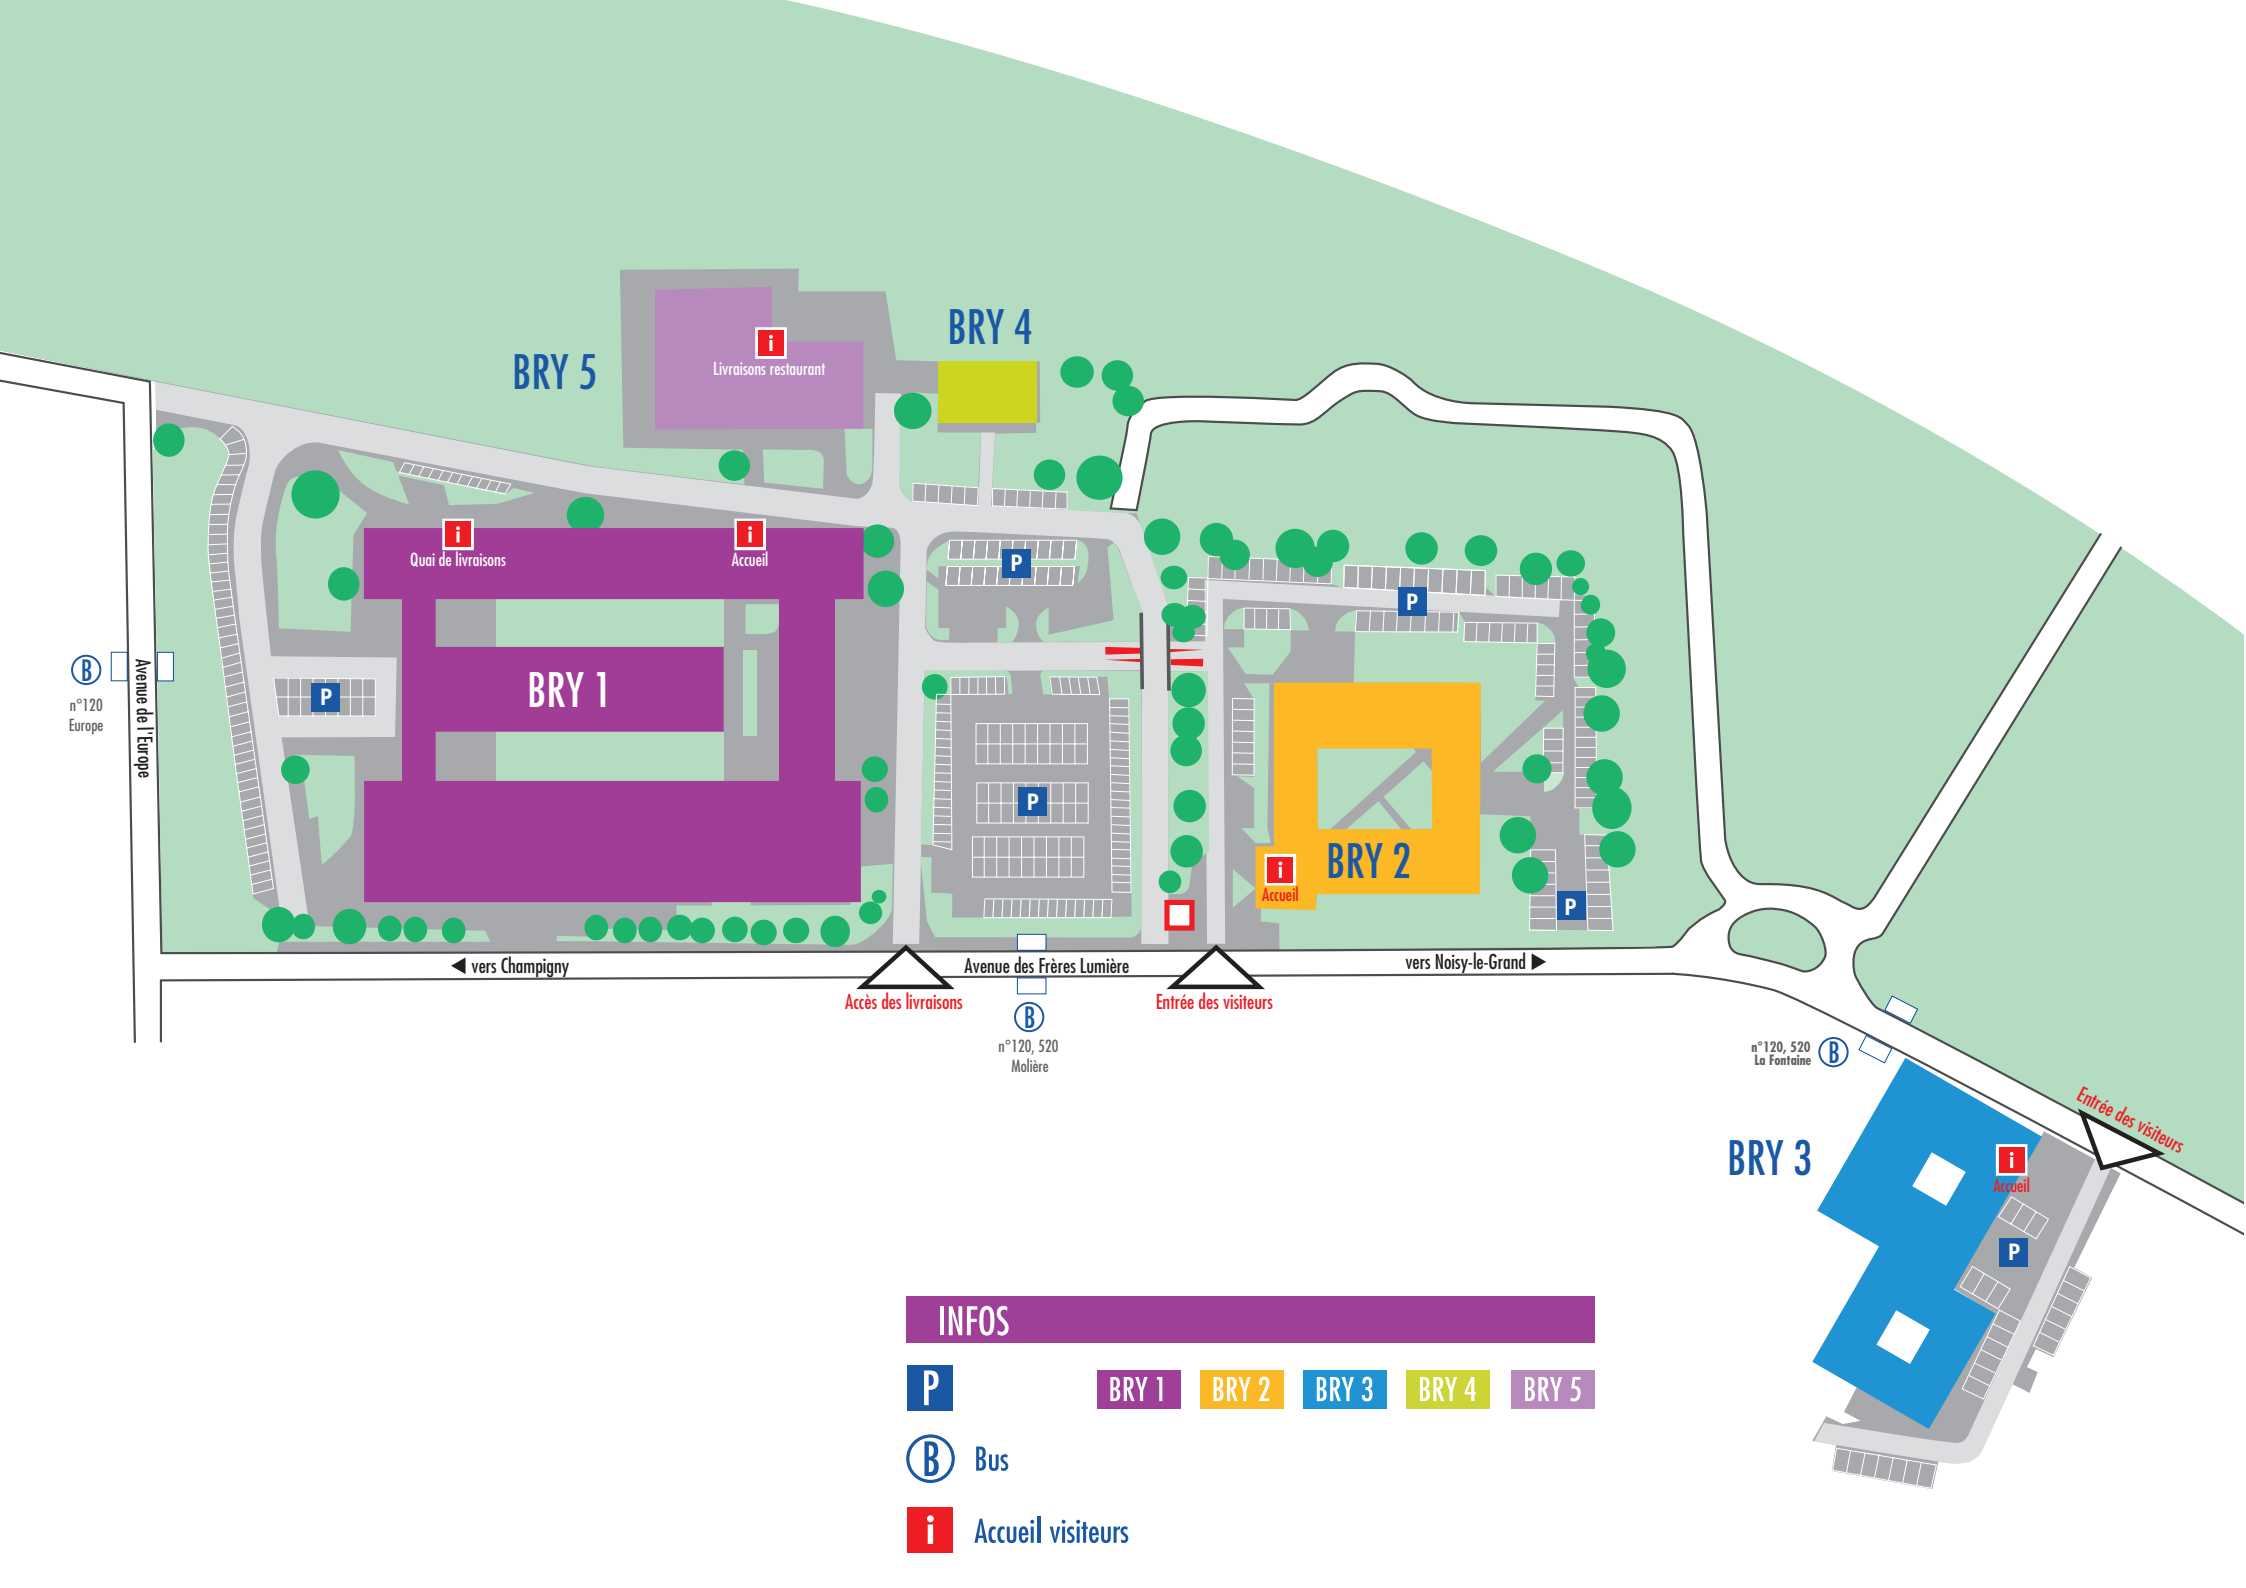 BRY 4
BRY 5
i
Livraisons restaurant
i
Quai de livraisons
i
Accueil
P
P
BRY 1
P
P
B
n°120
Europe
Avenue de l'Europe
P
BRY 2
i
Accueil
P
vers Champigny
Avenue des Frères Lumière
vers Noisy-le-Grand
Accès des livraisons
Entrée des visiteurs
B
n°120, 520
Molière
n°120, 520
La Fontaine
B
Entrée des visiteurs
BRY 3
i
Accueil
P
INFOS
P
BRY 1
BRY 2
BRY 3
BRY 4
BRY 5
B
Bus
i
Accueil visiteurs